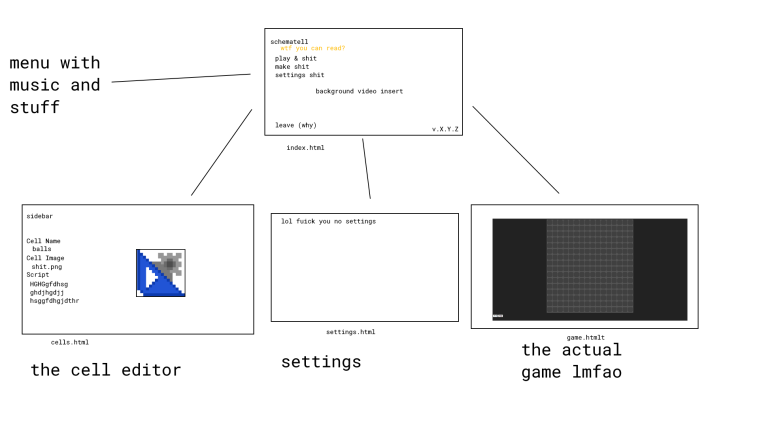 menu with
music and
stuff
schematell
wtf you can read?
play & shit
make shit
settings shit
background video insert
leave (why)
v.X.Y.Z
index.html
sidebar
Cell Name
balls
Cell Image
shit.png
Script
HGHGgfdhsg
ghdjhgdjj
hsggfdhgjdthr
cells.html
the cell editor
lol fuick you no settings
settings.html
settings
game.htmlt
the actual
game lmfao